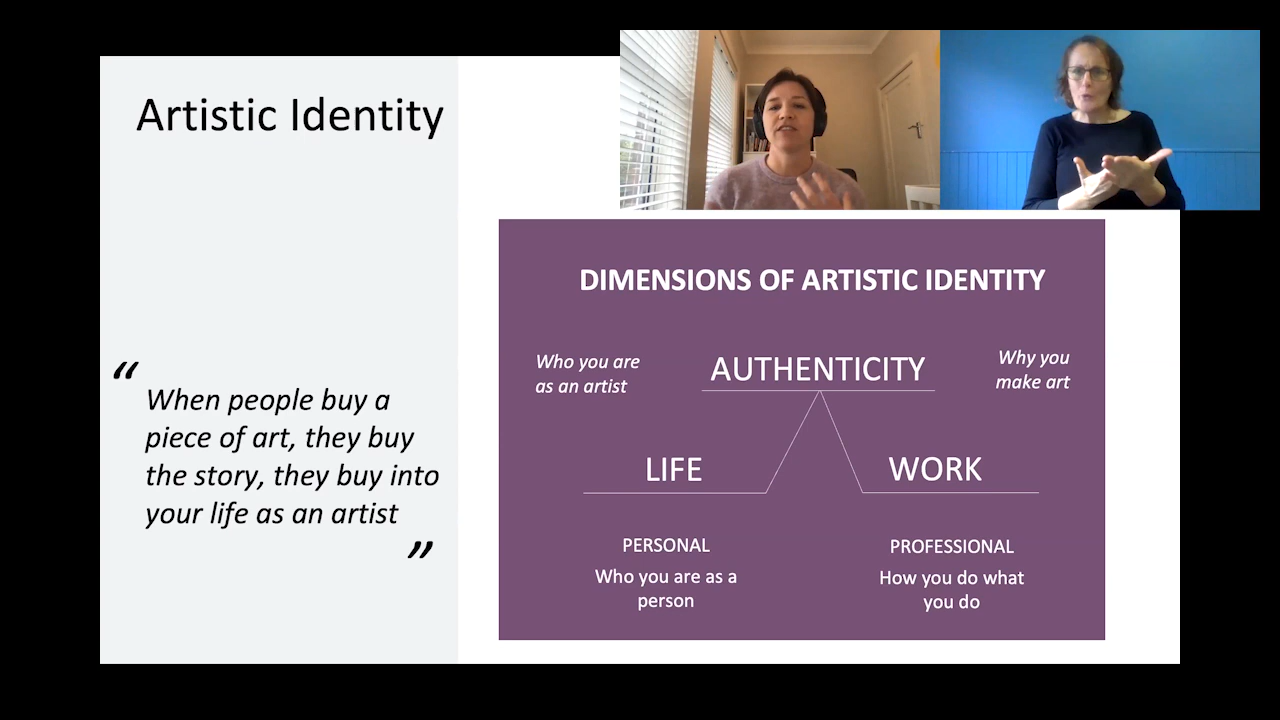 Artistic Identity
“
When people buy a
piece of art, they buy
the story, they buy into
your life as an artist
”
DIMENSIONS OF ARTISTIC IDENTITY
Who you are
as an artist
AUTHENTICITY
Why you
make art
LIFE
WORK
PERSONAL
Who you are as a
person
PROFESSIONAL
How you do what
you do